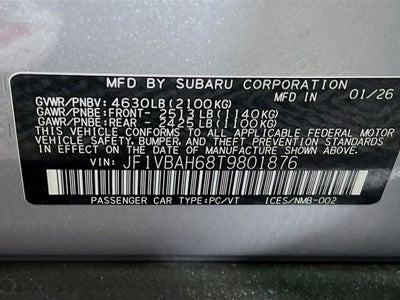 MFD BY SUBARU CORPORATION 01/26
GVWR/PNBV: 4630LB(2100KG)
GAWR/PNBE:FRONT- 2513LB(1140KG)
GAWR/PNBE:REAR - 2425LB(1100KG)
THIS VEHICLE CONFORMS TO ALL APPLICABLE FEDERAL MOTOR
VEHICLE SAFETY, BUMPER, AND THEFT PREVENTION STANDARDS
IN EFFECT ON THE DATE OF MANUFACTURE SHOWN ABOVE.
VIN: JF1VBAH68T9801876
PASSENGER CAR TYPE:PC/VT ICES/NMB-002